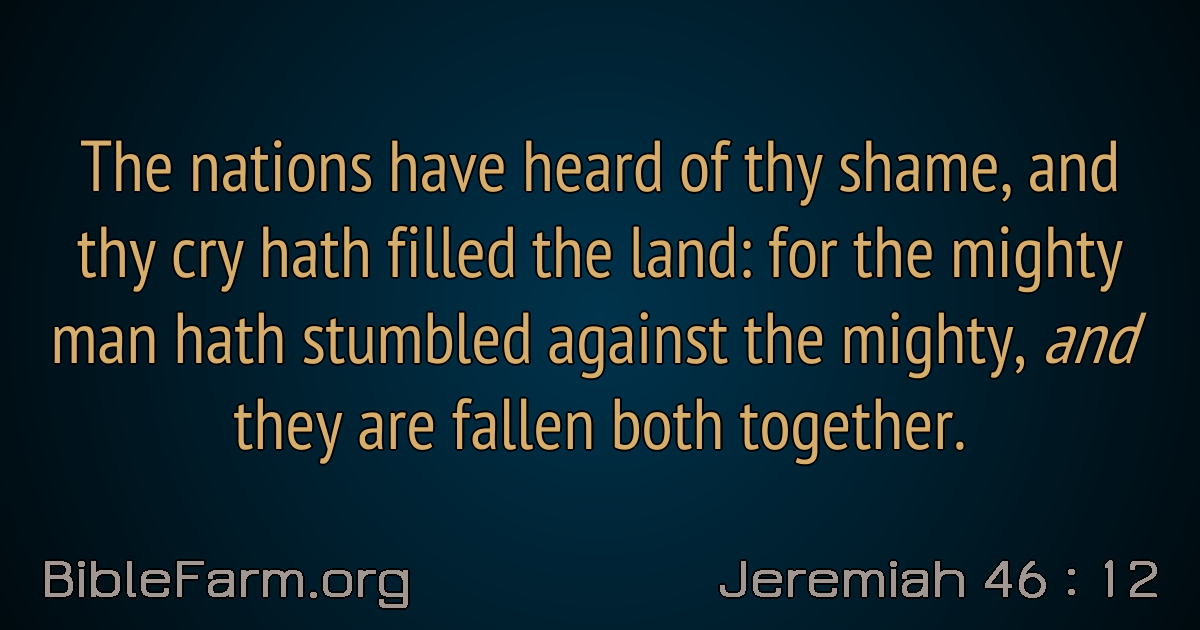 The nations have heard of thy shame, and
thy cry hath filled the land: for the mighty
man hath stumbled against the mighty, and
they are fallen both together.
BibleFarm.org
Jeremiah 46 : 12